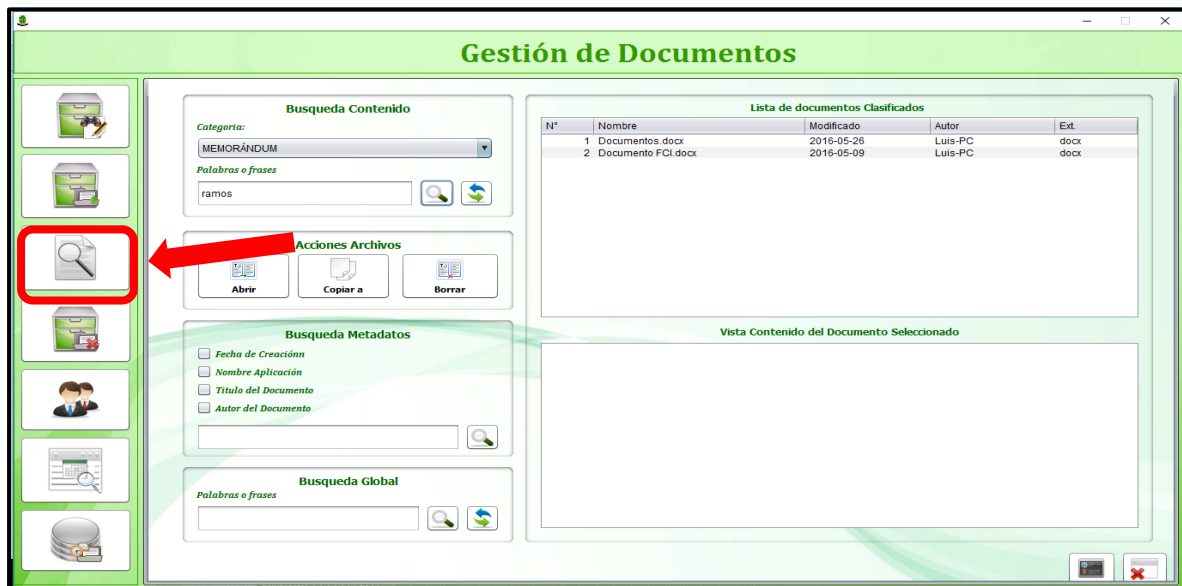 Gestión de Documentos
Busqueda Contenido
Categoria:
MEMORÁNDUM
Palabras o frases
ramos
Acciones Archivos
Abrir
Copiar a
Borrar
Busqueda Metadatos
Fecha de Creaciónn
Nombre Aplicación
Titulo del Documento
Autor del Documento
Busqueda Global
Palabras o frases
Lista de documentos Clasificados
N° Nombre Modificado Autor Ext.
1 Documentos.docx 2016-05-26 Luis-PC docx
2 Documento FCI.docx 2016-05-09 Luis-PC docx
Vista Contenido del Documento Seleccionado